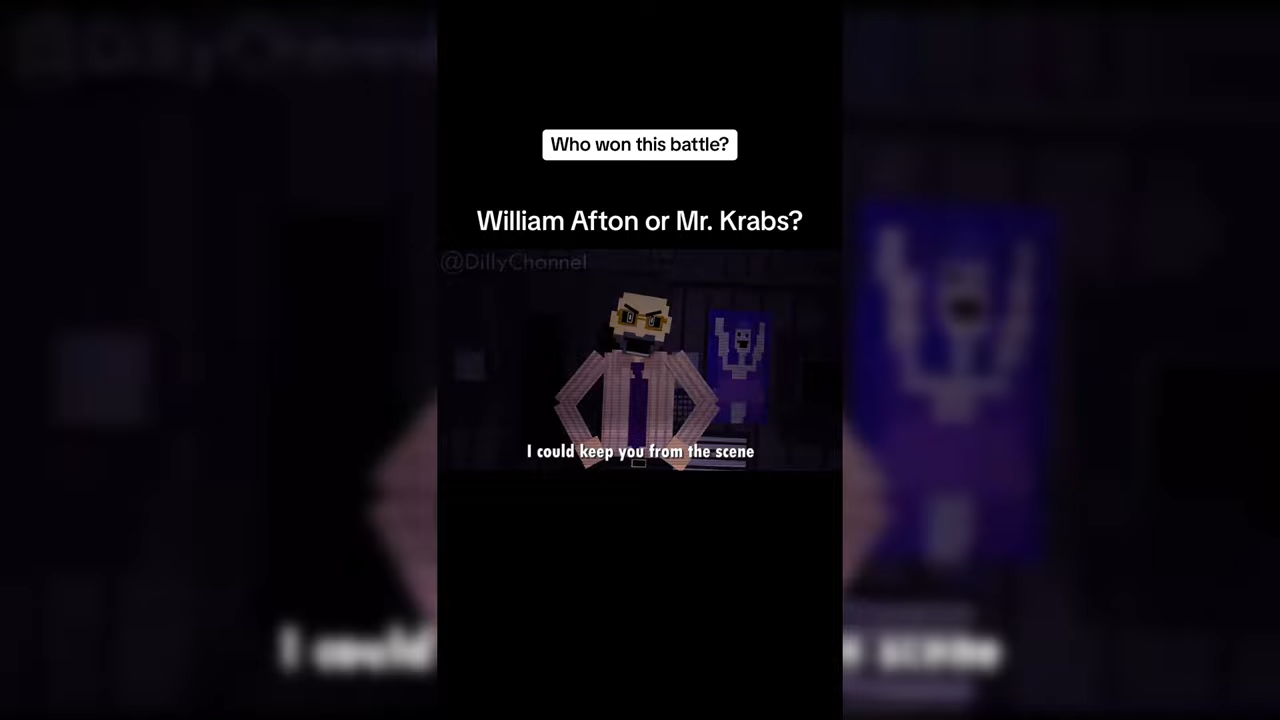 Who won this battle?
William Afton or Mr. Krabs?
@DillyChannel
I could keep you from the scene